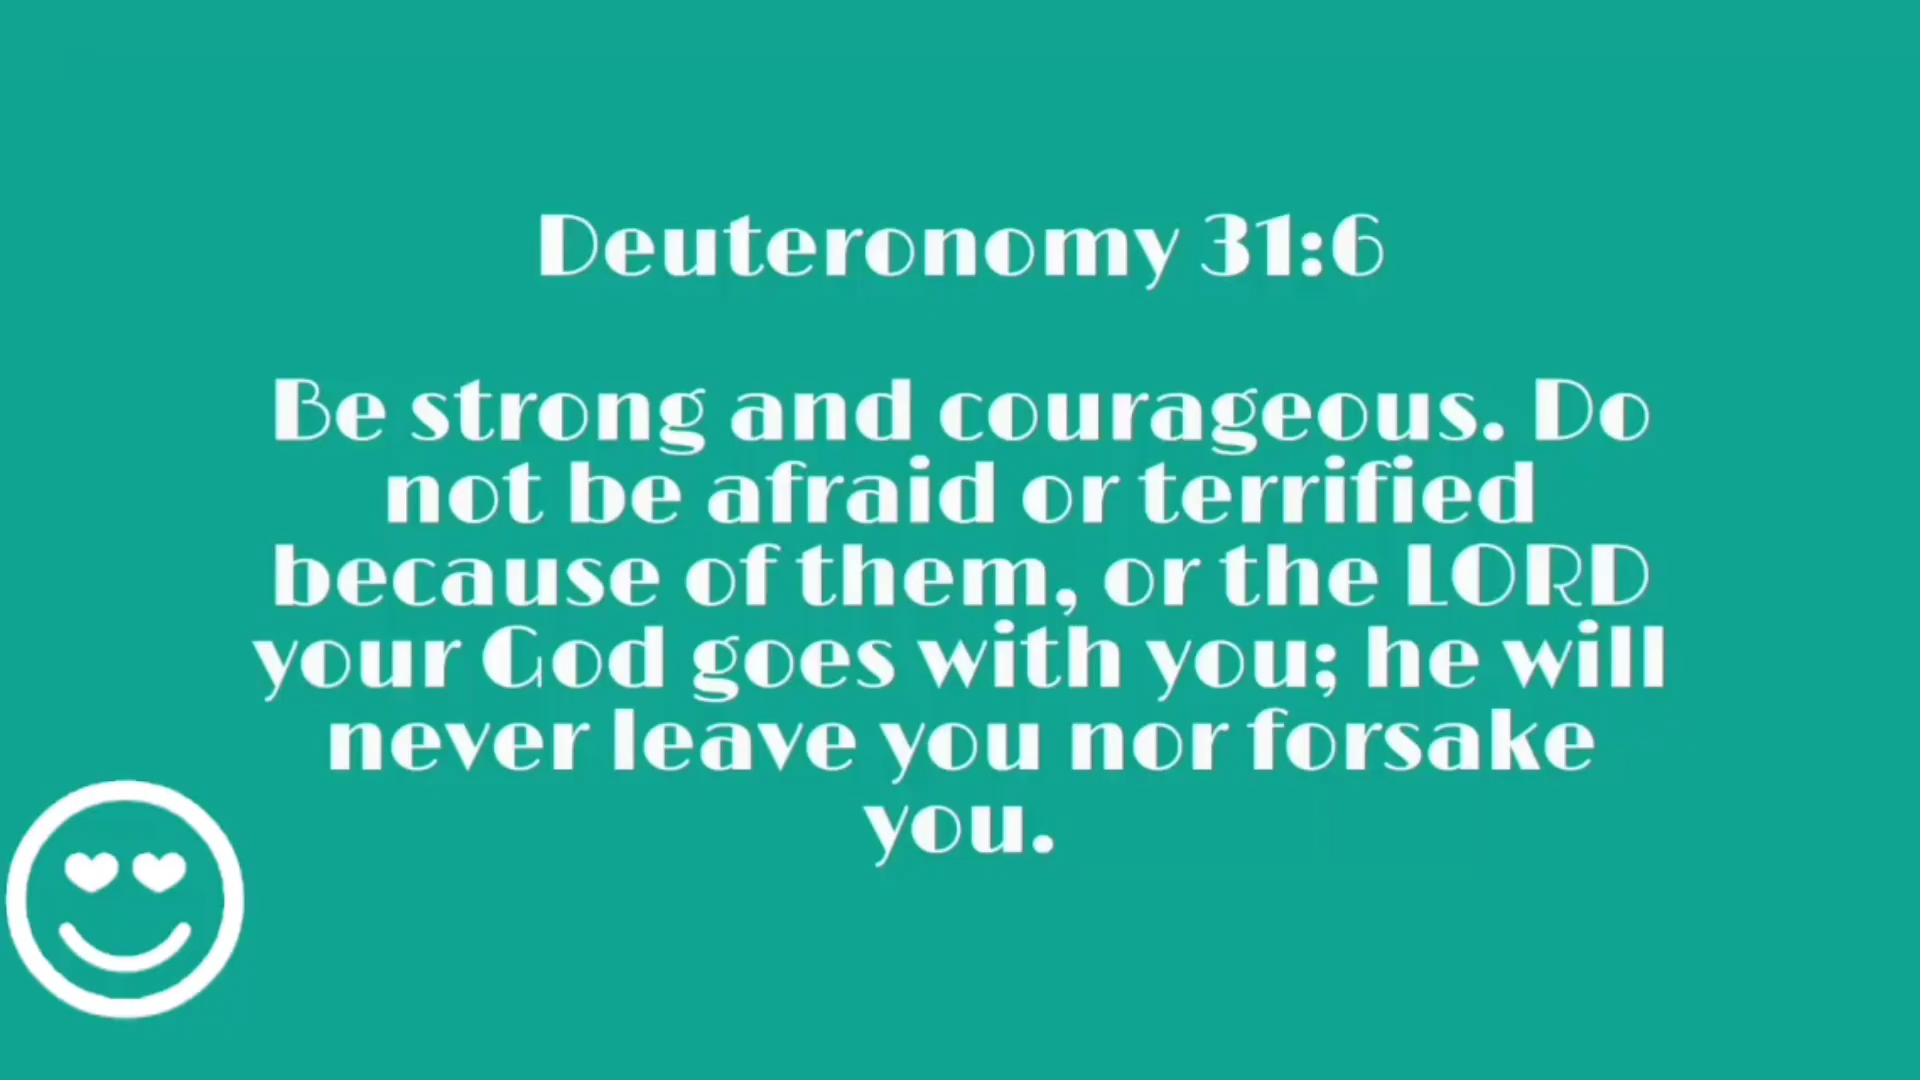 Deuteronomy 31:6
Be strong and courageous. Do
not be afraid or terrified
because of them, or the LORD
your God goes with you; he will
never leave you nor forsake
you.